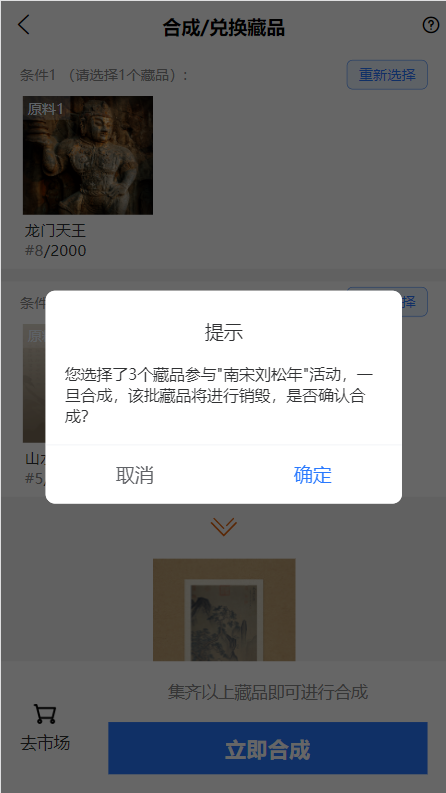 合成/兑换藏品
条件1 （请选择1个藏品）:
重新选择
原料1
龙门天王
#8/2000
条件
择
原
提示
您选择了3个藏品参与"南宋刘松年"活动，一
旦合成，该批藏品将进行销毁，是否确认合
成?
取消
确定
山
#5
集齐以上藏品即可进行合成
去市场
立即合成